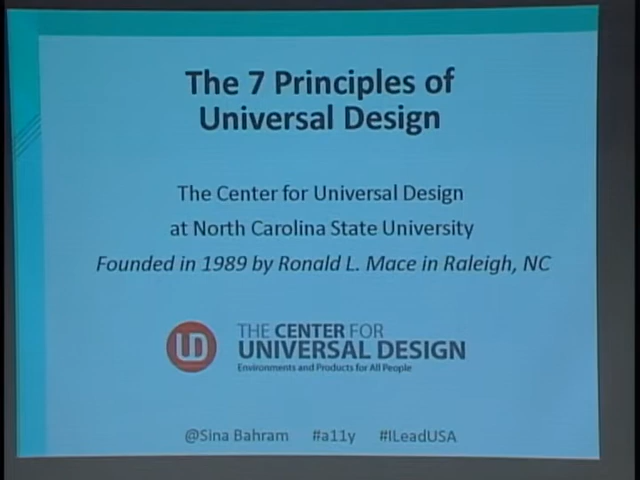 The 7 Principles of
Universal Design
The Center for Universal Design
at North Carolina State University
Founded in 1989 by Ronald L. Mace in Raleigh, NC
UD
THE CENTER FOR
UNIVERSAL DESIGN
Environments and Products for All People
@Sina Bahram #a11y #ILeadUSA